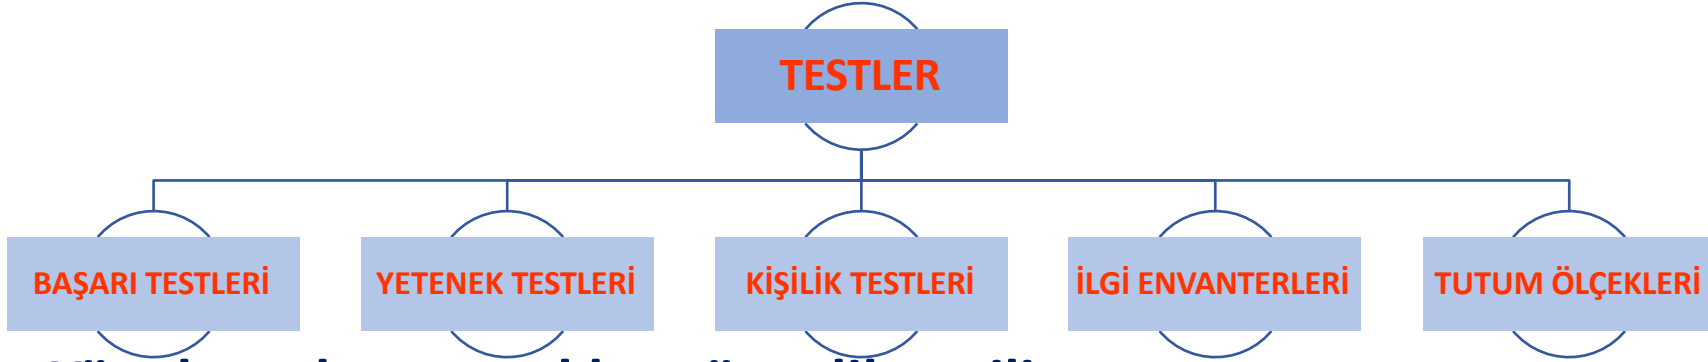 TESTLER
BAŞARI TESTLERİ
YETENEK TESTLERİ
KİŞİLİK TESTLERİ
İLGİ ENVANTERLERİ
TUTUM ÖLÇEKLERİ